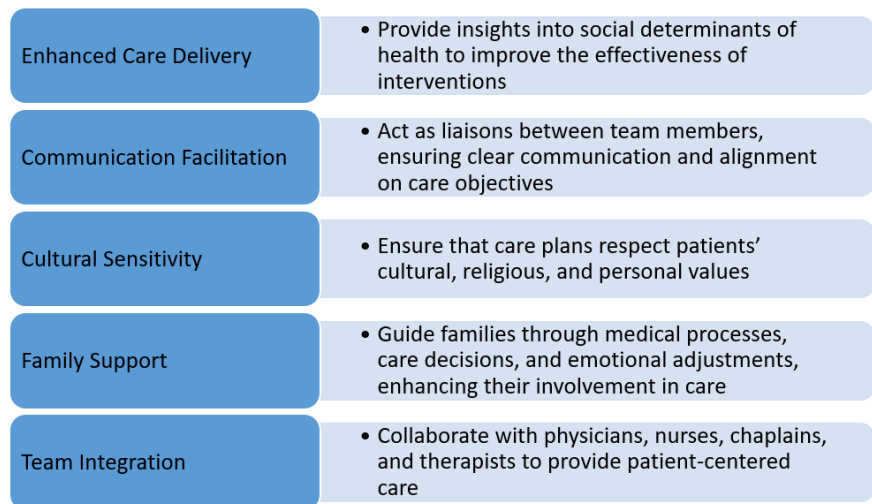 Enhanced Care Delivery
• Provide insights into social determinants of
health to improve the effectiveness of
interventions
Communication Facilitation
• Act as liaisons between team members,
ensuring clear communication and alignment
on care objectives
Cultural Sensitivity
• Ensure that care plans respect patients’
cultural, religious, and personal values
Family Support
• Guide families through medical processes,
care decisions, and emotional adjustments,
enhancing their involvement in care
Team Integration
• Collaborate with physicians, nurses, chaplains,
and therapists to provide patient-centered
care